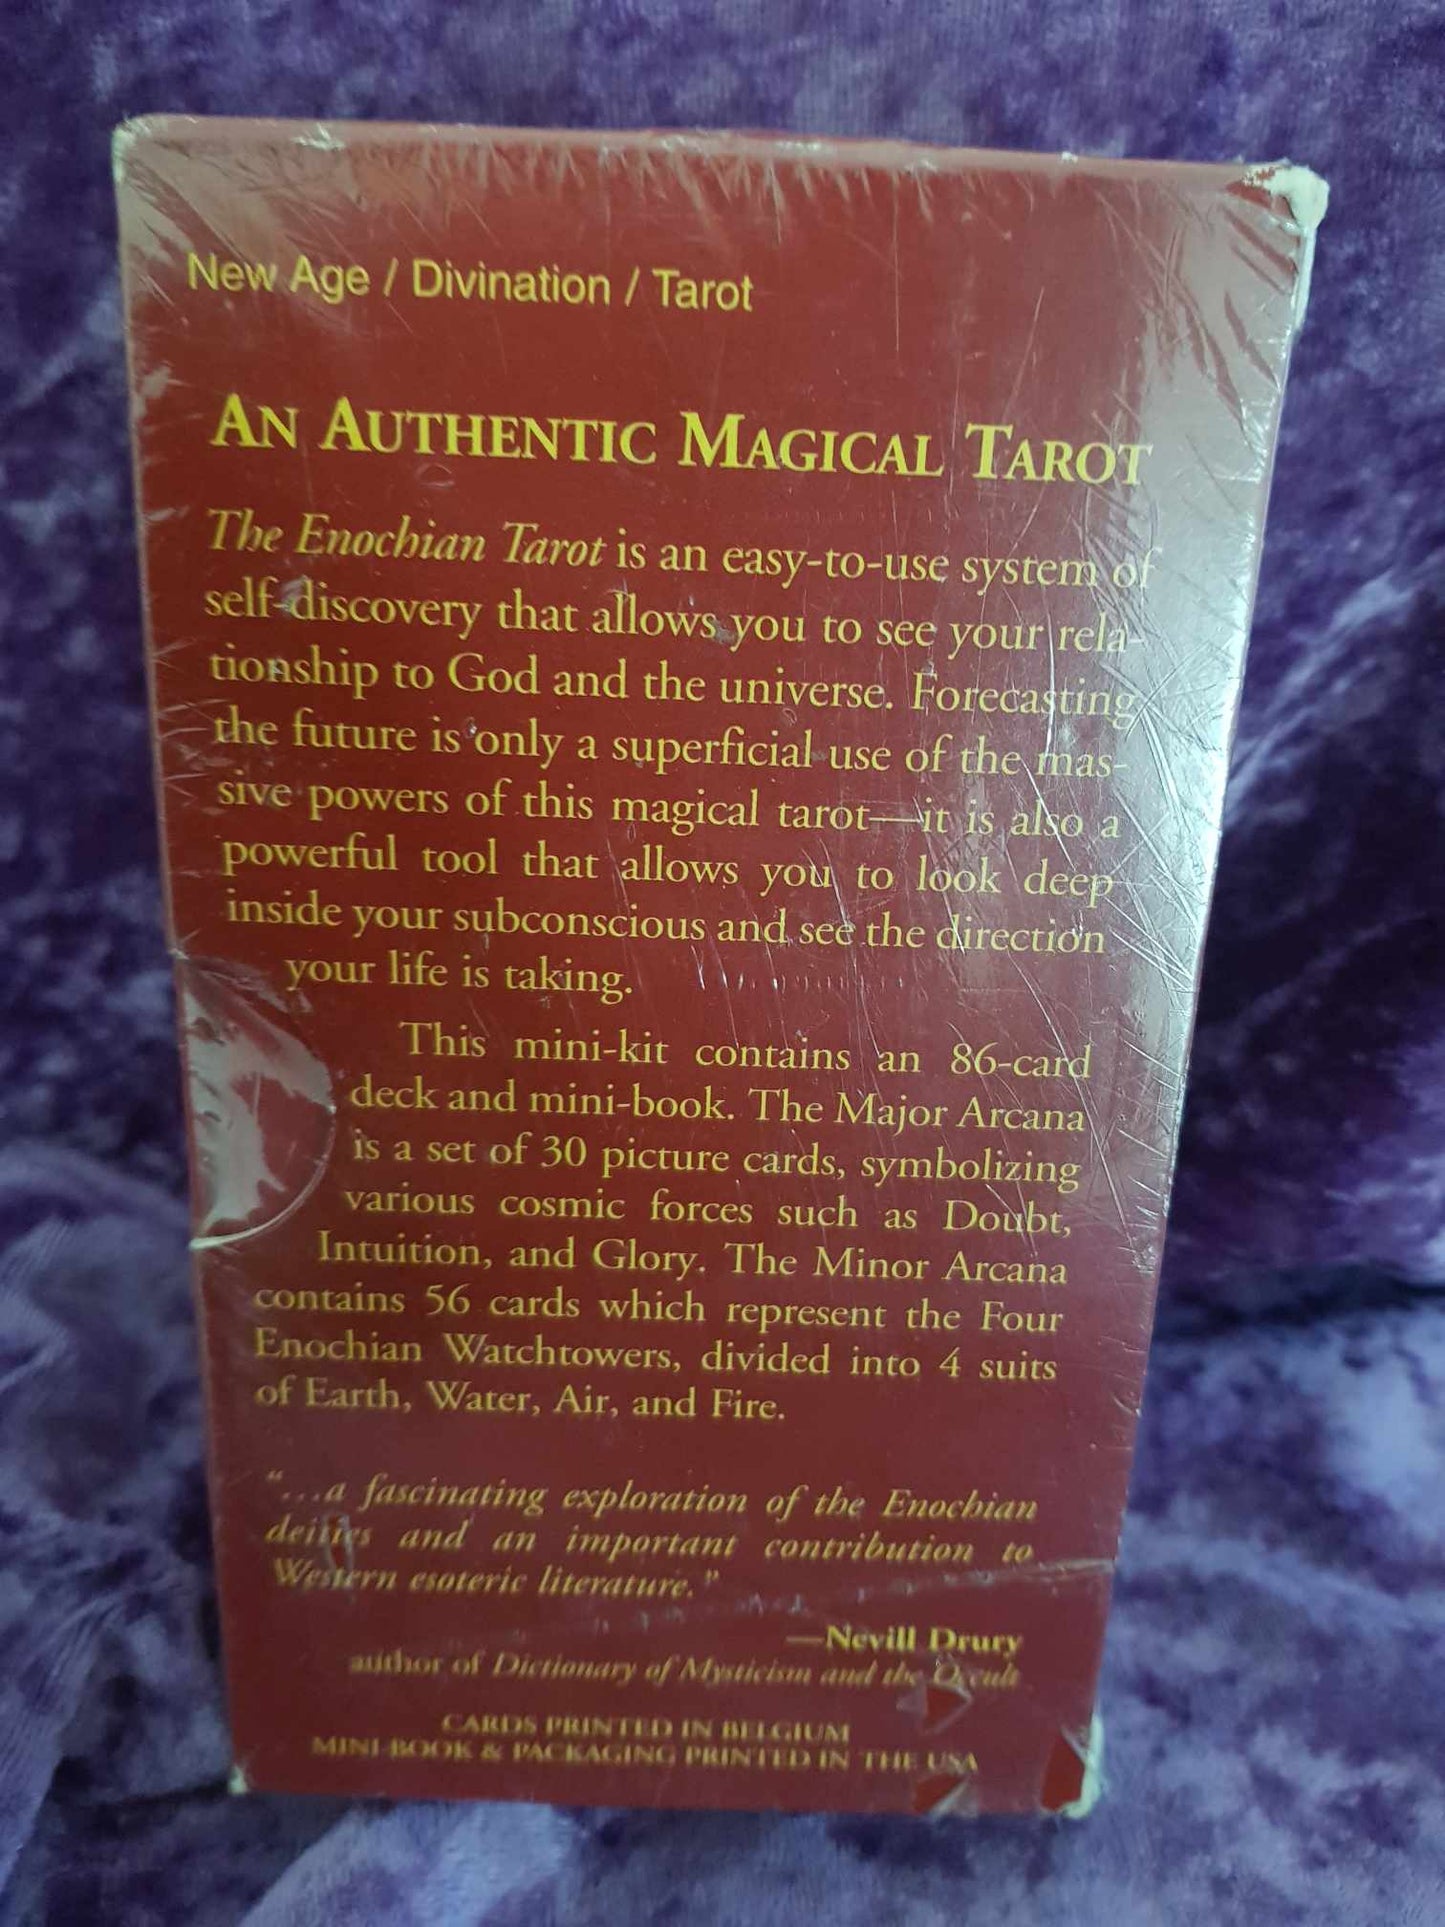 New Age / Divination / Tarot
AN AUTHENTIC MAGICAL TAROT
The Enochian Tarot is an easy-to-use system of
self-discovery that allows you to see your rela-
tionship to God and the universe. Forecasting
the future is only a superficial use of the mas-
sive powers of this magical tarot—it is also a
powerful tool that allows you to look deep
inside your subconscious and see the direction
your life is taking.
This mini-kit contains an 86-card
deck and mini-book. The Major Arcana
is a set of 30 picture cards, symbolizing
various cosmic forces such as Doubt,
Intuition, and Glory. The Minor Arcana
contains 56 cards which represent the Four
Enochian Watchtowers, divided into 4 suits
of Earth, Water, Air, and Fire.
“…a fascinating exploration of the Enochian
deities and an important contribution to
Western esoteric literature.”
—Nevill Drury
author of Dictionary of Mysticism and the Occult
CARDS PRINTED IN BELGIUM
MINI-BOOK & PACKAGING PRINTED IN THE USA